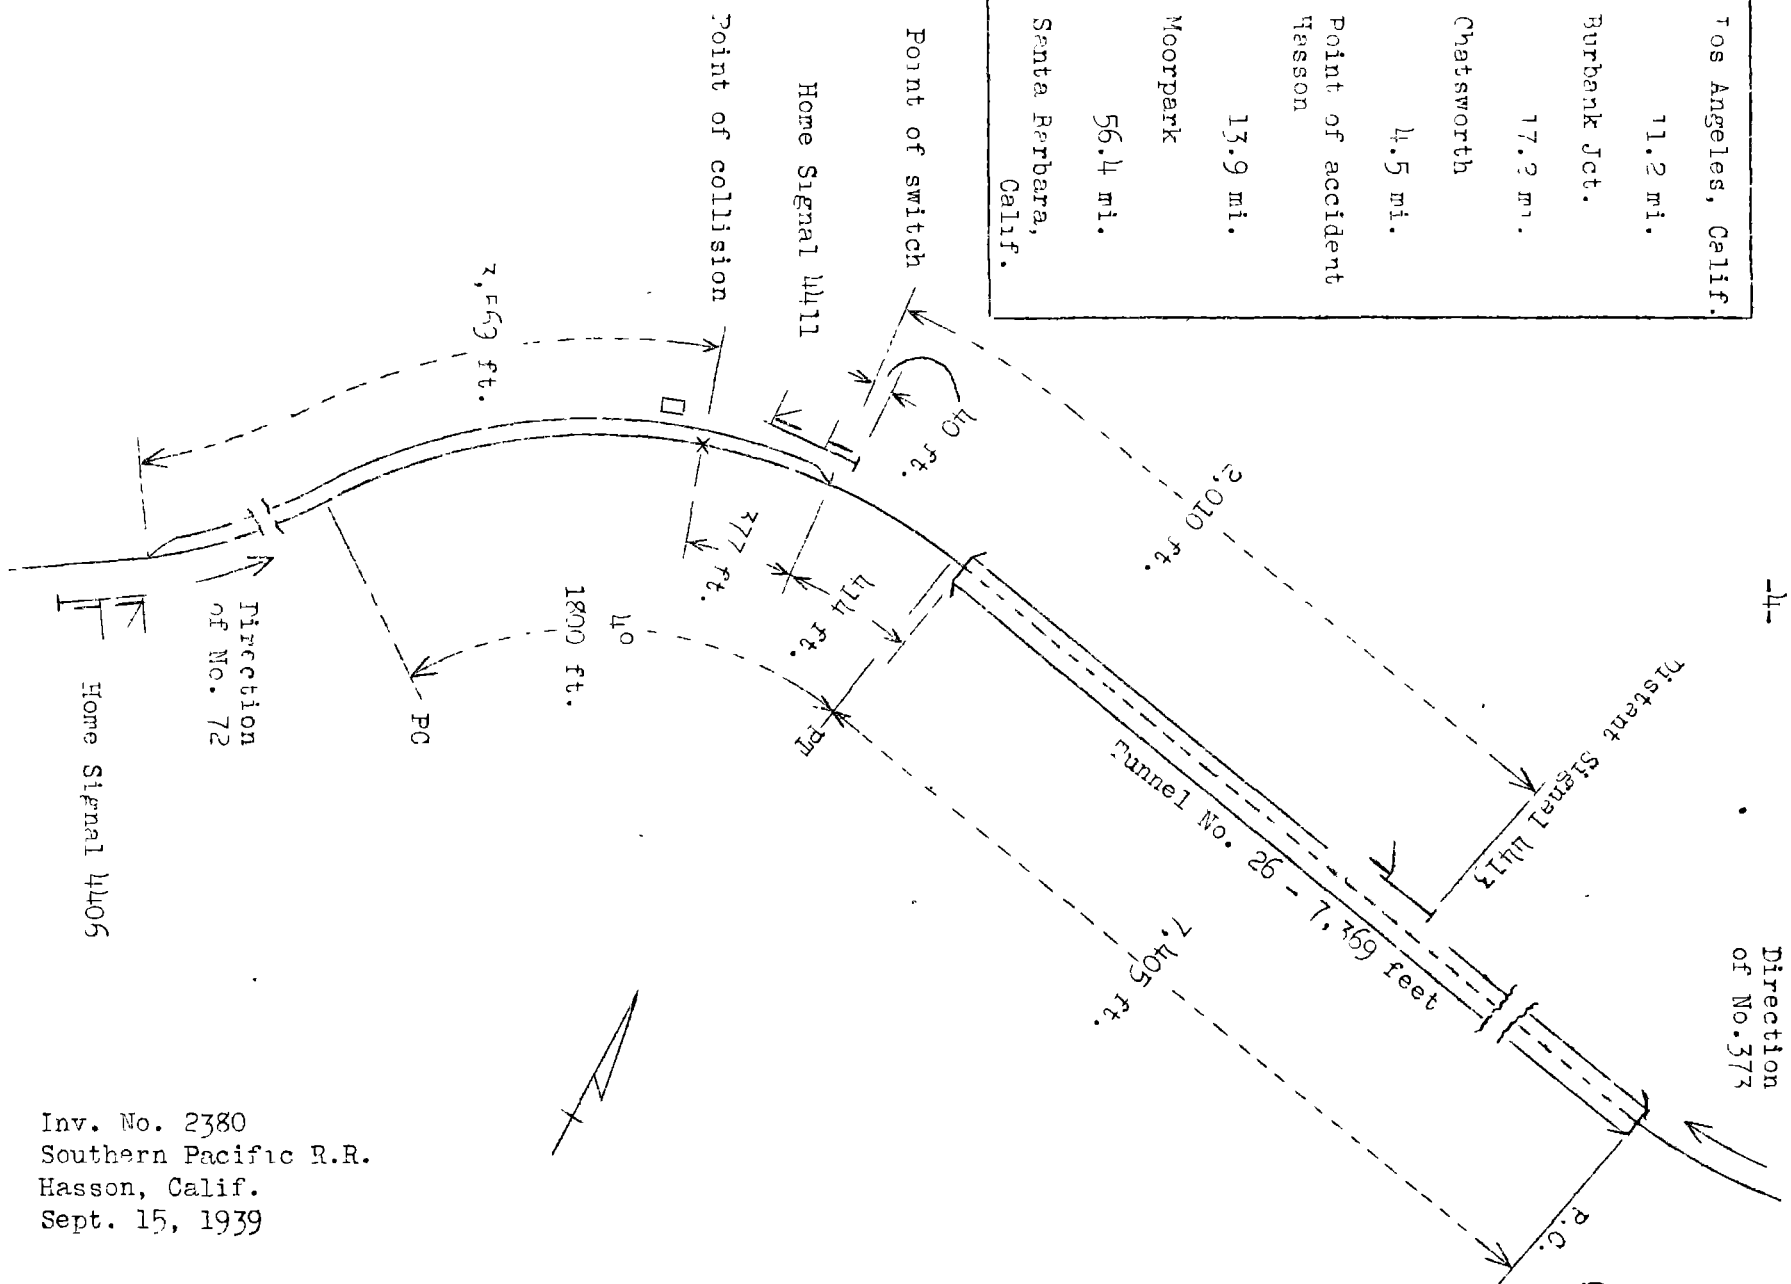 -4-
Los Angeles, Calif.
11.2 mi.
Burbank Jct.
17.2 mi.
Chatsworth
4.5 mi.
Point of accident
Hasson
13.9 mi.
Moorpark
56.4 mi.
Santa Barbara,
Calif.
Direction
of No.373
P.C.
Distant Signal 4413
2,010 ft.
Tunnel No. 26 - 7,369 feet
7,405 ft.
Point of switch
40 ft.
Home Signal 4411
Point of collision
414 ft.
377 ft.
PT
4°
1800 ft.
PC
ft.
Direction
of No. 72
Home Signal 4406
Inv. No. 2380
Southern Pacific R.R.
Hasson, Calif.
Sept. 15, 1939